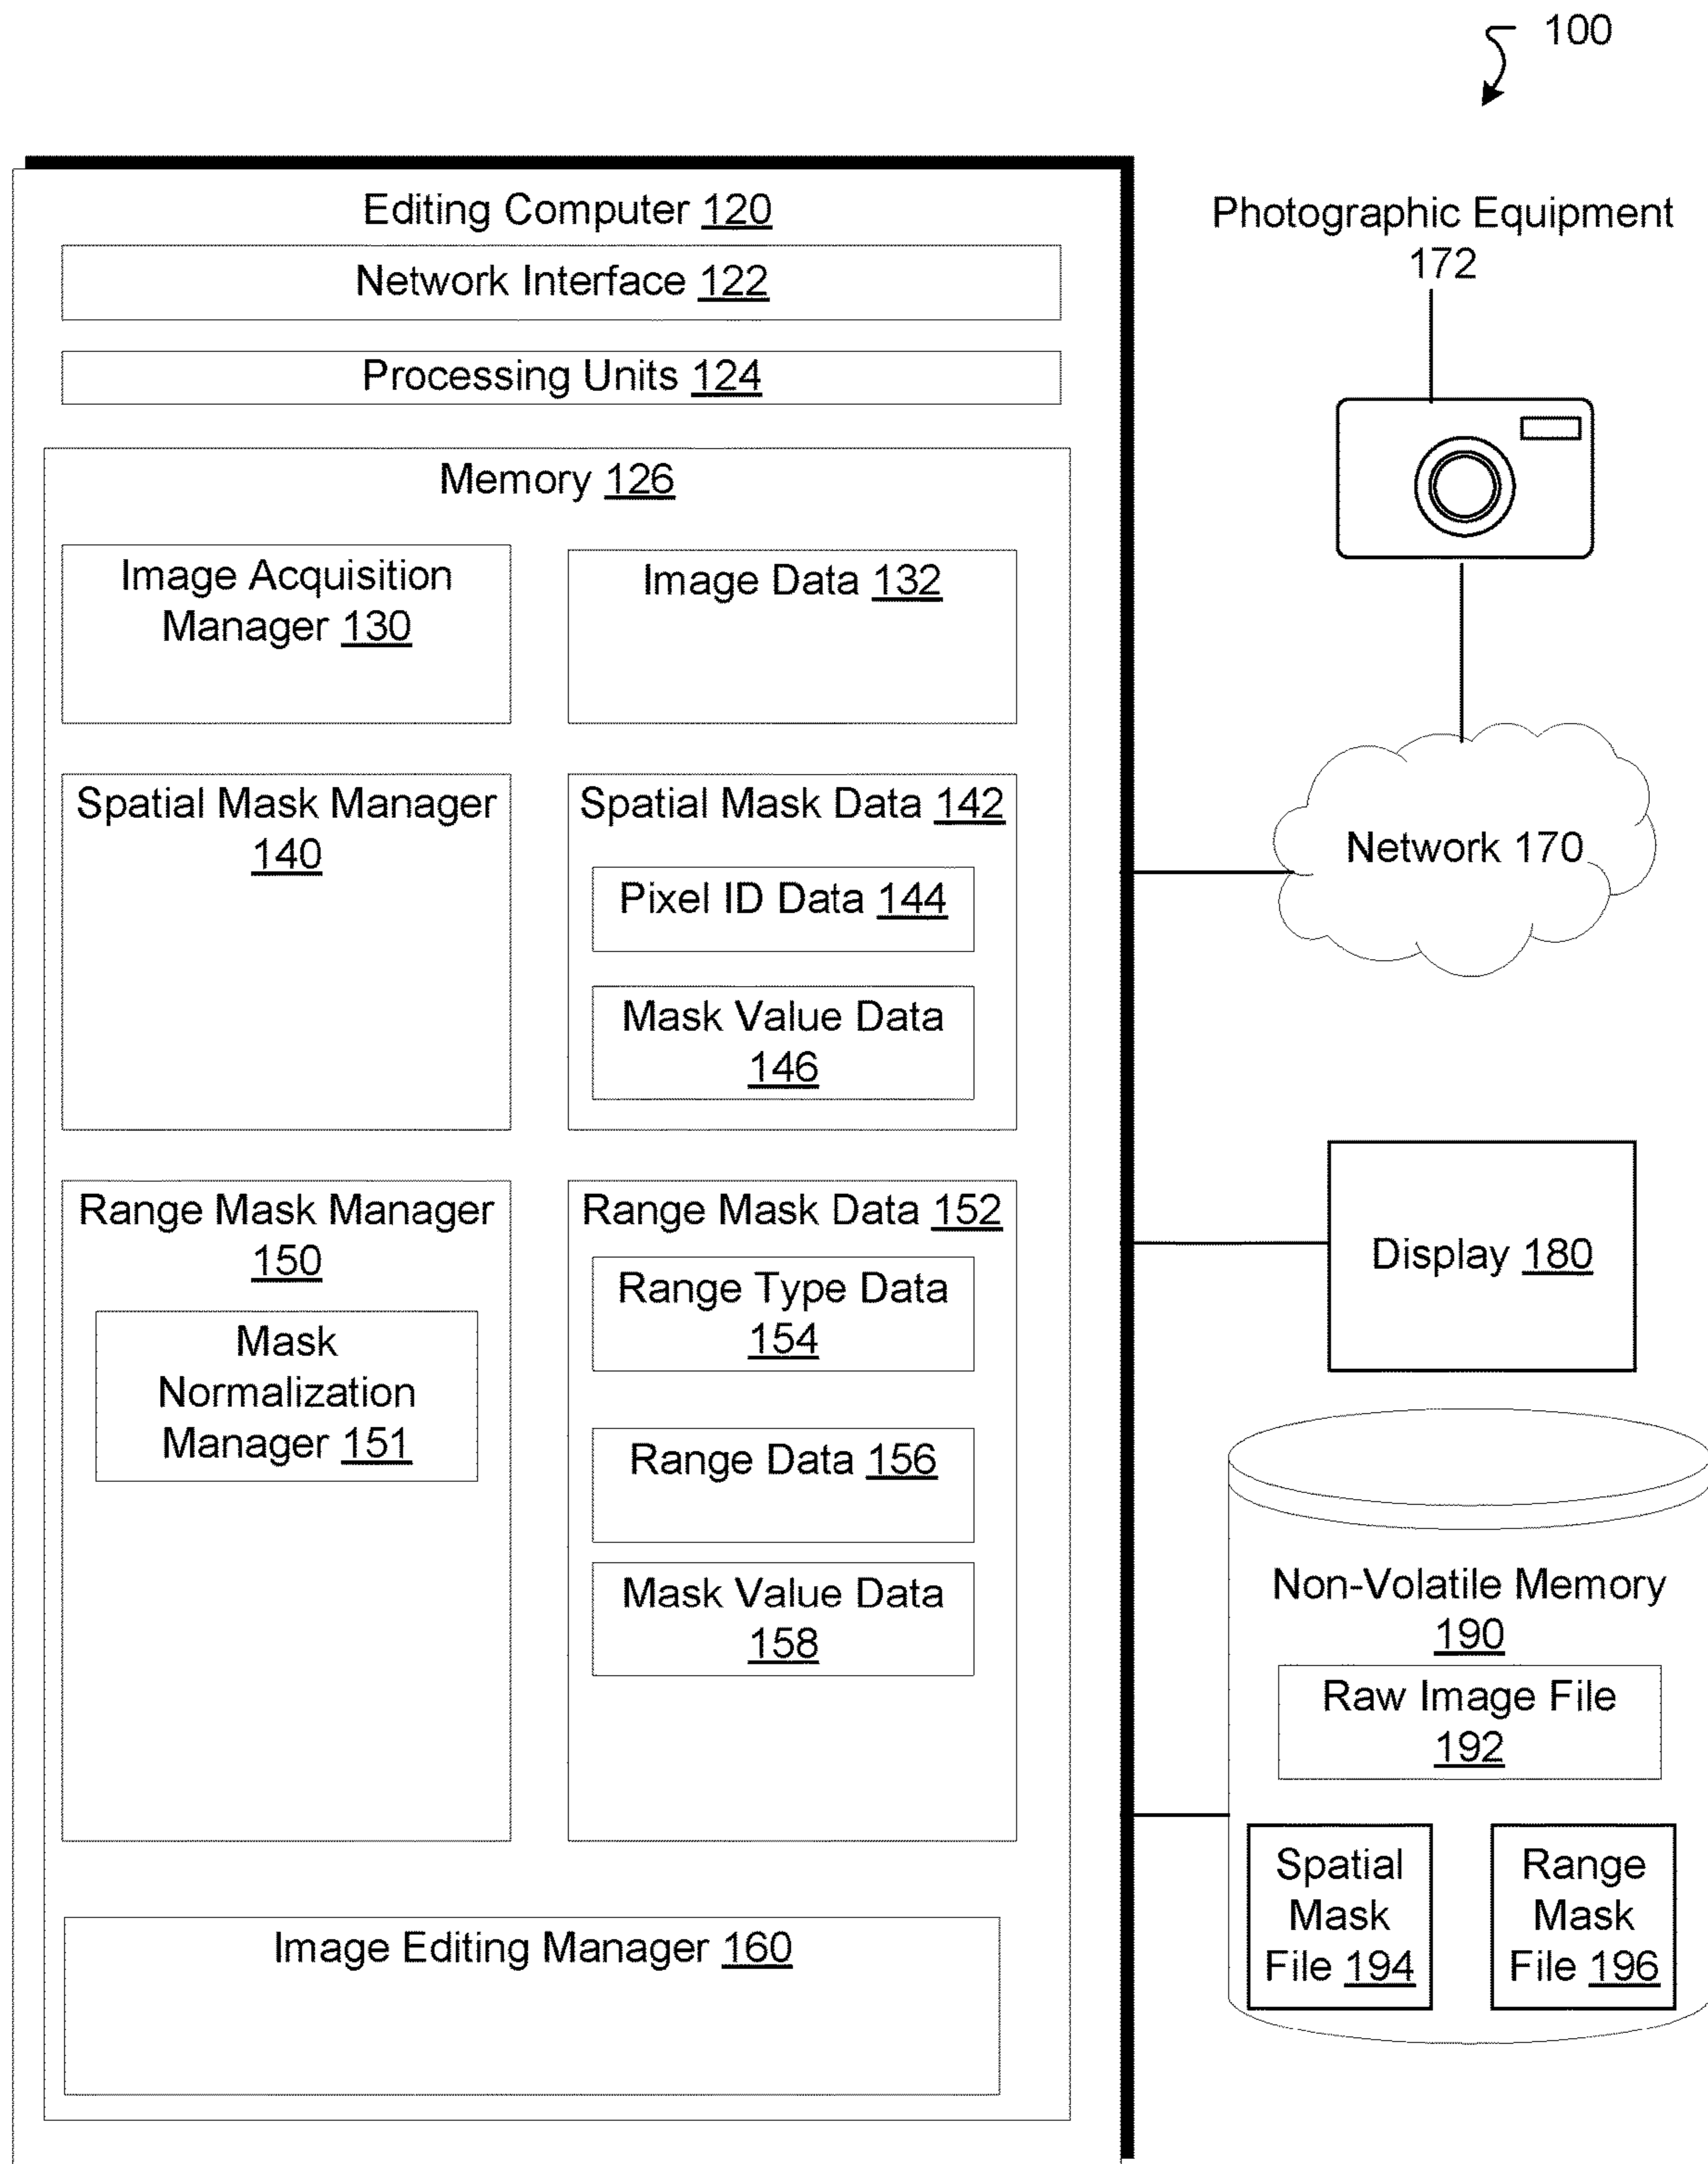 100
Editing Computer 120
Network Interface 122
Processing Units 124
Memory 126
Image Acquisition
Manager 130
Image Data 132
Spatial Mask Manager
140
Spatial Mask Data 142
Pixel ID Data 144
Mask Value Data
146
Range Mask Manager
150
Mask
Normalization
Manager 151
Range Mask Data 152
Range Type Data
154
Range Data 156
Mask Value Data
158
Image Editing Manager 160
Photographic Equipment
172
Network 170
Display 180
Non-Volatile Memory
190
Raw Image File
192
Spatial
Mask
File 194
Range
Mask
File 196